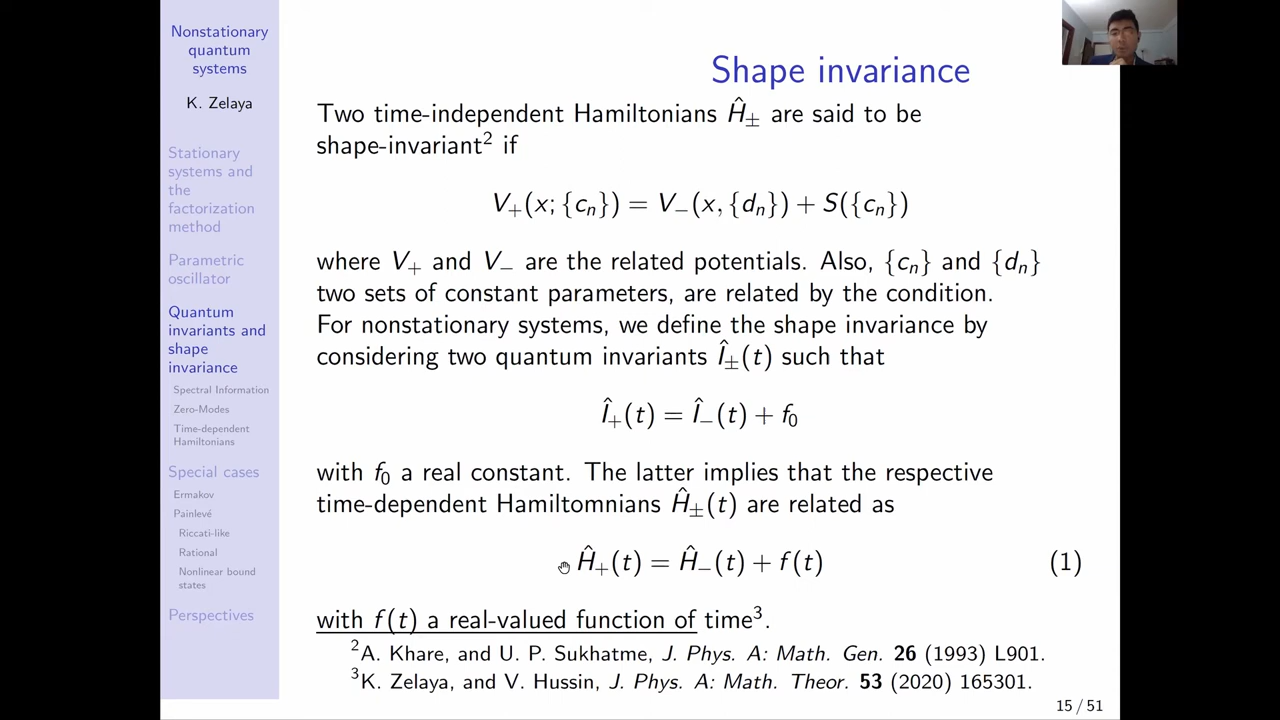 Nonstationary
quantum
systems
K. Zelaya
Stationary
systems and
the
factorization
method
Parametric
oscillator
Quantum
invariants and
shape
invariance
Spectral Information
Zero-Modes
Time-dependent
Hamiltonians
Special cases
Ermakov
Painlevé
Riccati-like
Rational
Nonlinear bound
states
Perspectives
Shape invariance
Two time-independent Hamiltonians Ĥ± are said to be
shape-invariant² if
V₊(x; {cₙ}) = V₋(x, {dₙ}) + S({cₙ})
where V₊ and V₋ are the related potentials. Also, {cₙ} and {dₙ}
two sets of constant parameters, are related by the condition.
For nonstationary systems, we define the shape invariance by
considering two quantum invariants Î±(t) such that
Î₊(t) = Î₋(t) + f₀
with f₀ a real constant. The latter implies that the respective
time-dependent Hamiltomnians Ĥ±(t) are related as
Ĥ₊(t) = Ĥ₋(t) + f(t) (1)
with f(t) a real-valued function of time³.
²A. Khare, and U. P. Sukhatme, J. Phys. A: Math. Gen. 26 (1993) L901.
³K. Zelaya, and V. Hussin, J. Phys. A: Math. Theor. 53 (2020) 165301.
15 / 51